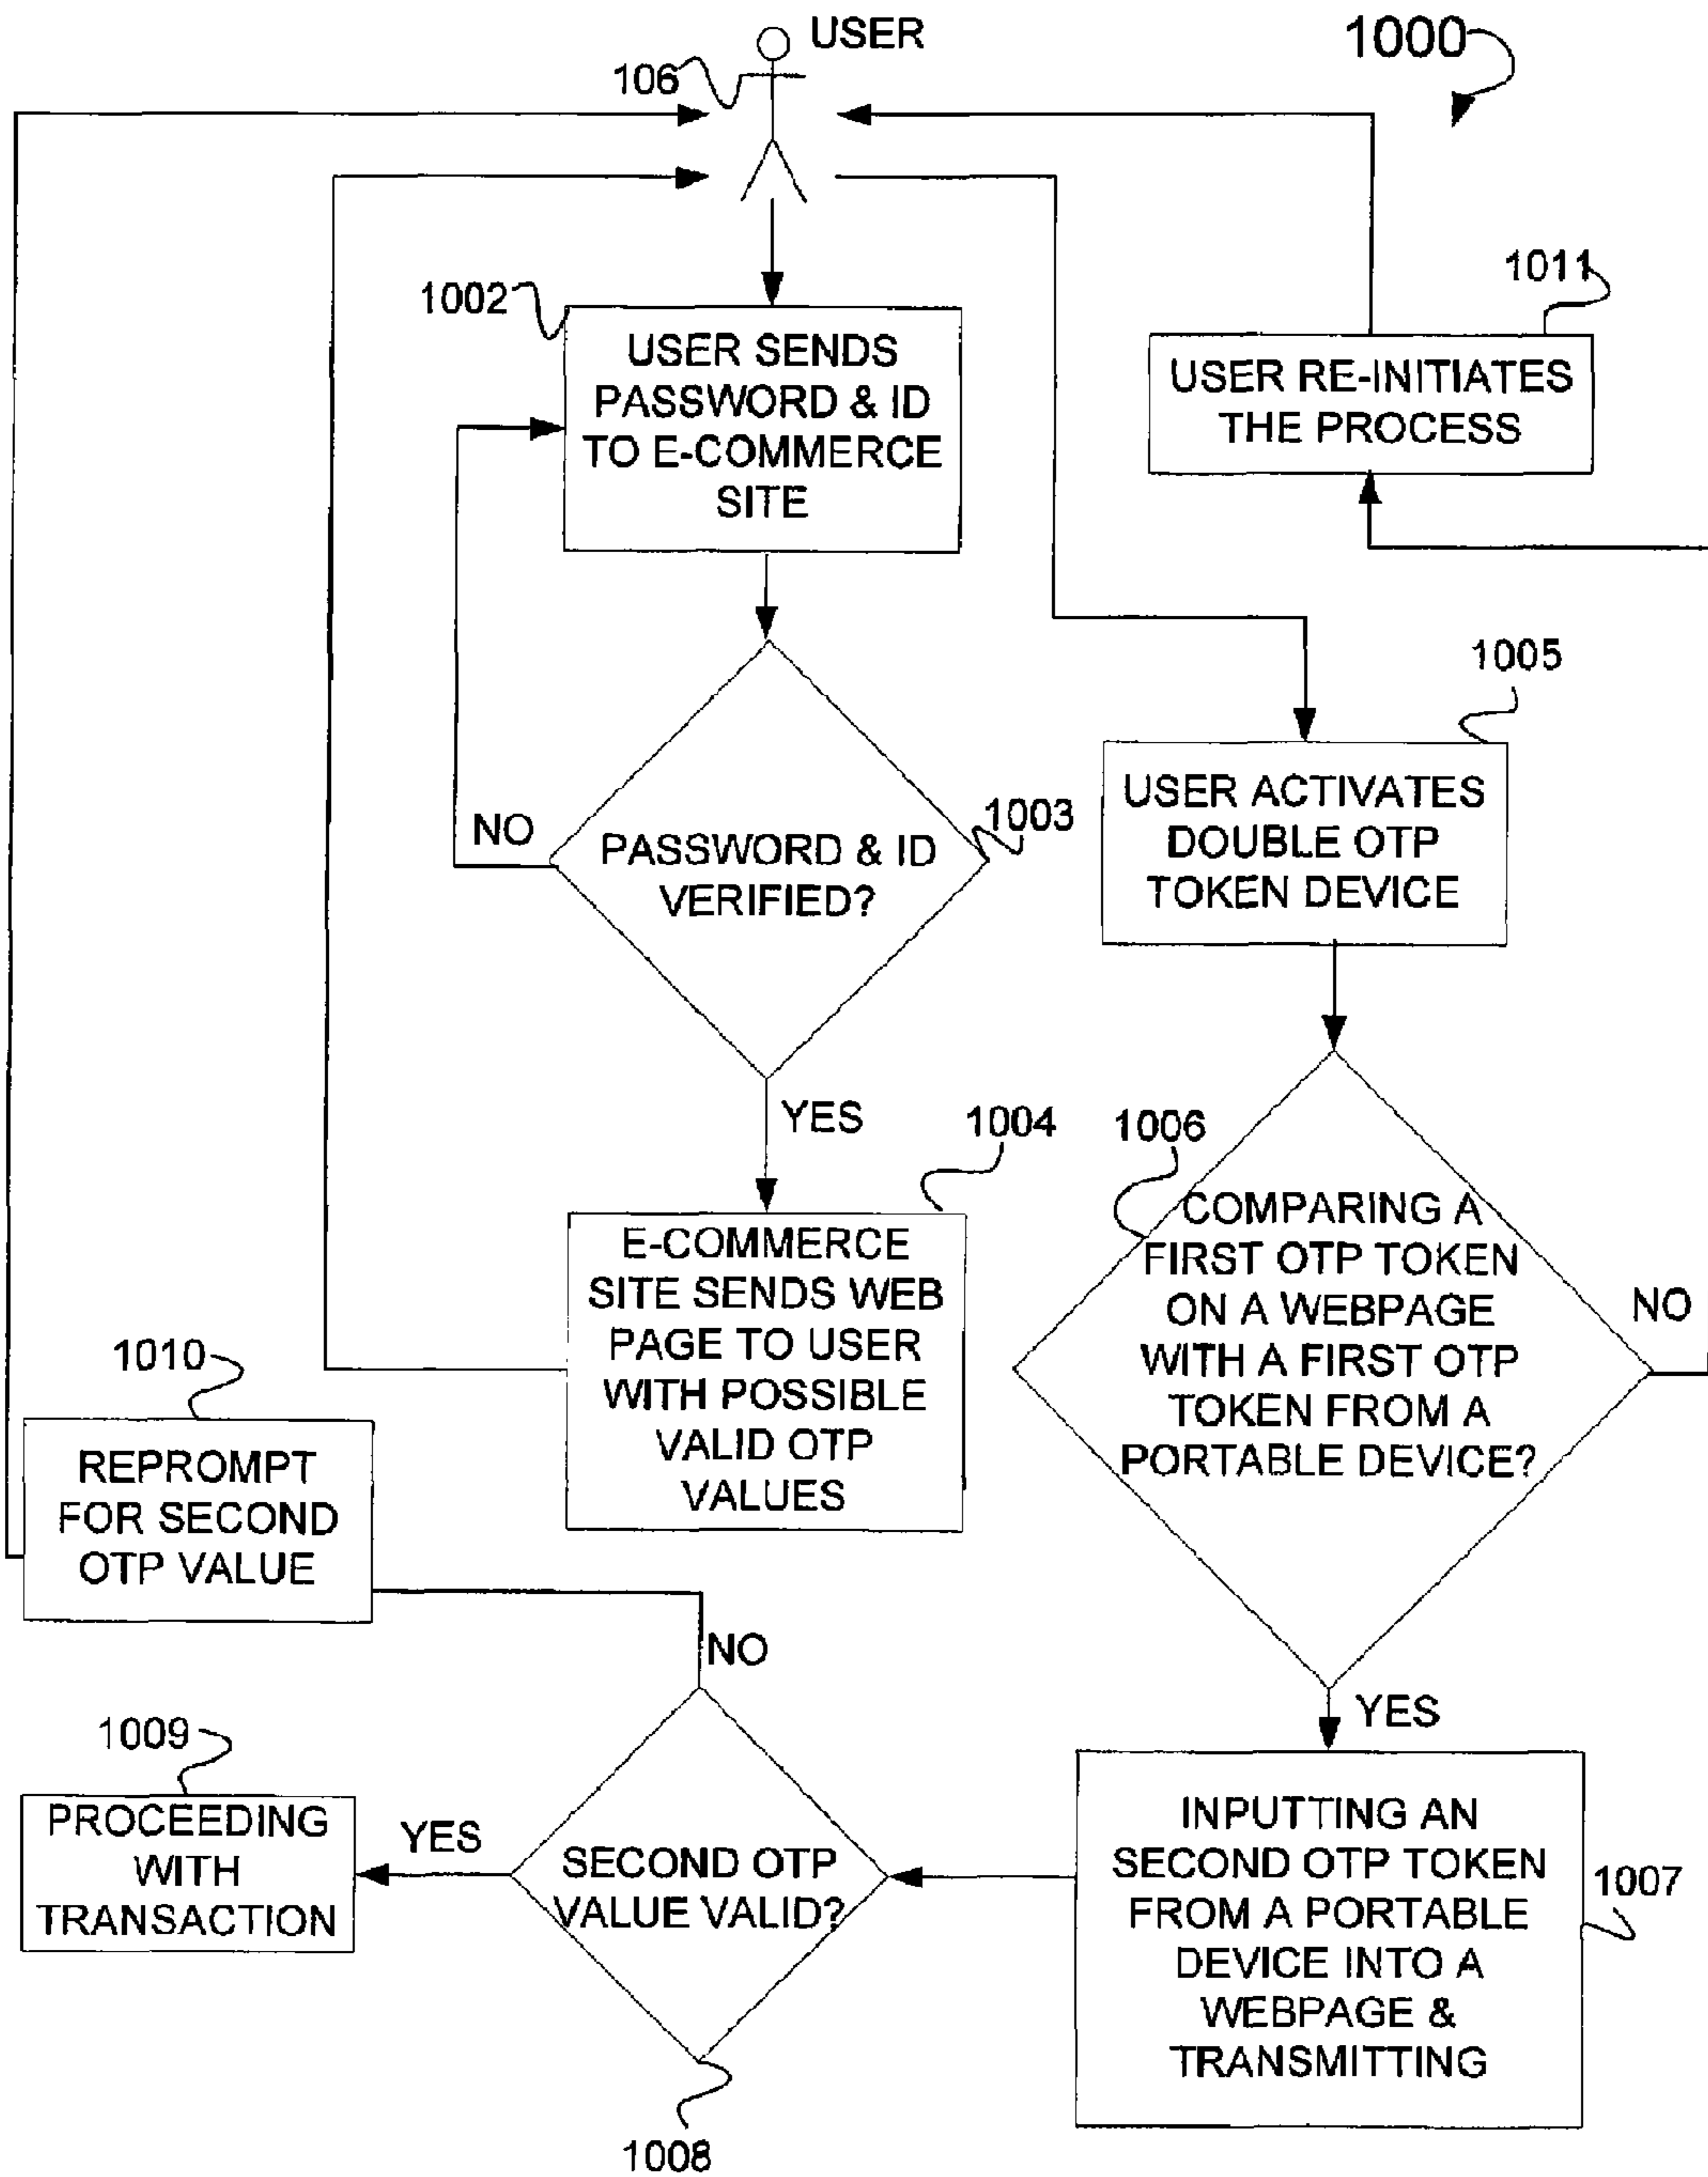 USER
1000
106
1002
USER SENDS
PASSWORD & ID
TO E-COMMERCE
SITE
1011
USER RE-INITIATES
THE PROCESS
1003
NO
PASSWORD & ID
VERIFIED?
YES
1005
USER ACTIVATES
DOUBLE OTP
TOKEN DEVICE
1004
E-COMMERCE
SITE SENDS WEB
PAGE TO USER
WITH POSSIBLE
VALID OTP
VALUES
1006
COMPARING A
FIRST OTP TOKEN
ON A WEBPAGE
WITH A FIRST OTP
TOKEN FROM A
PORTABLE DEVICE?
NO
YES
1010
REPROMPT
FOR SECOND
OTP VALUE
NO
1009
PROCEEDING
WITH
TRANSACTION
YES
SECOND OTP
VALUE VALID?
1008
INPUTTING AN
SECOND OTP TOKEN
FROM A PORTABLE
DEVICE INTO A
WEBPAGE &
TRANSMITTING
1007